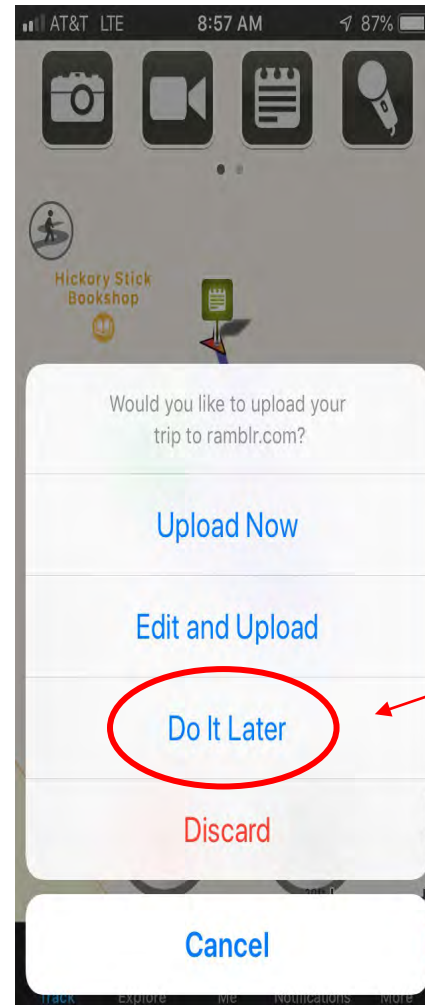 AT&T LTE 8:57 AM 87%
Hickory Stick
Bookshop
Would you like to upload your
trip to ramblr.com?
Upload Now
Edit and Upload
Do It Later
Discard
Cancel
Track Explore Me Notifications More